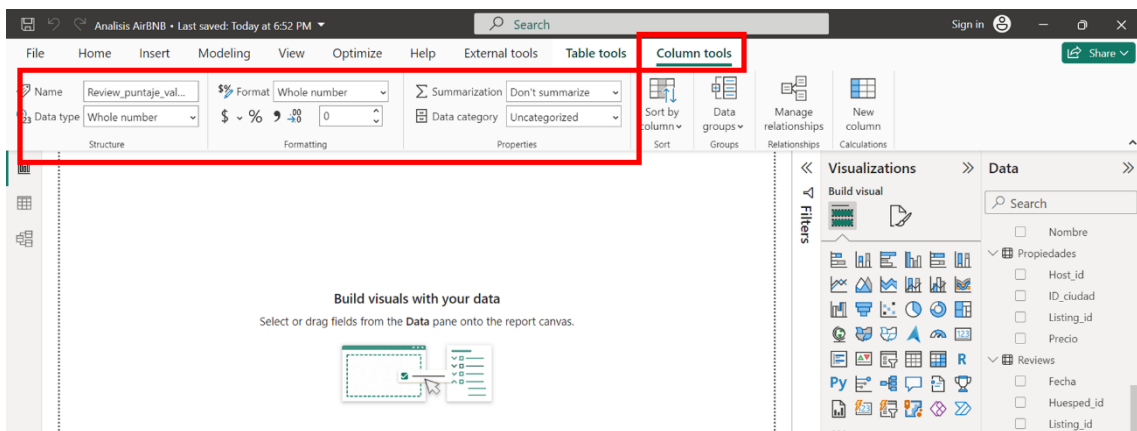 Analisis AirBNB • Last saved: Today at 6:52 PM
Search
Sign in
File Home Insert Modeling View Optimize Help External tools Table tools Column tools
Share
Name Review_puntaje_val...
Data type Whole number
Structure
$% Format Whole number
$ % 9 .00 0
Formatting
Summarization Don't summarize
Data category Uncategorized
Properties
Sort by
column
Sort
Data
groups
Groups
Manage
relationships
Relationships
New
column
Calculations
Filters
Visualizations
Build visual
123
R
Py
Build visuals with your data
Select or drag fields from the Data pane onto the report canvas.
Data
Search
Nombre
Propiedades
Host_id
ID_ciudad
Listing_id
Precio
Reviews
Fecha
Huesped_id
Listing_id